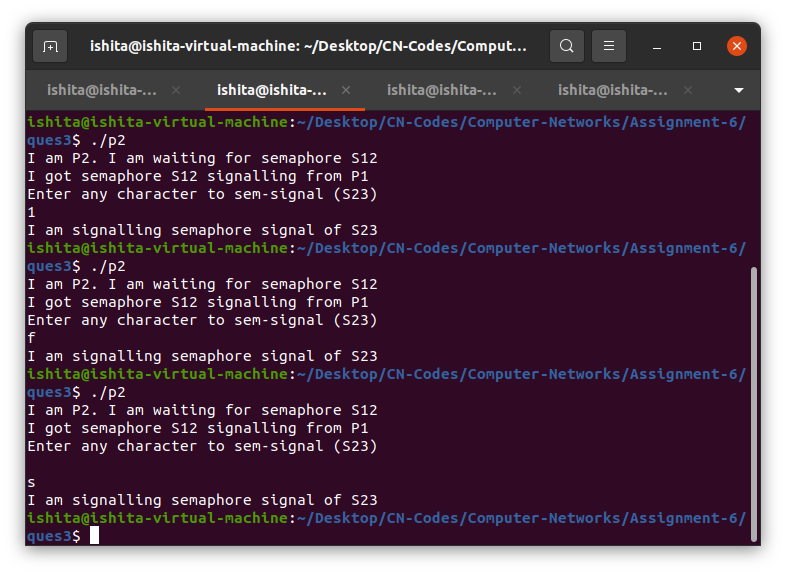 ishita@ishita-virtual-machine: ~/Desktop/CN-Codes/Comput...
ishita@ishita-... × ishita@ishita-... × ishita@ishita-... × ishita@ishita-... ×
ishita@ishita-virtual-machine:~/Desktop/CN-Codes/Computer-Networks/Assignment-6/
ques3$ ./p2
I am P2. I am waiting for semaphore S12
I got semaphore S12 signalling from P1
Enter any character to sem-signal (S23)
1
I am signalling semaphore signal of S23
ishita@ishita-virtual-machine:~/Desktop/CN-Codes/Computer-Networks/Assignment-6/
ques3$ ./p2
I am P2. I am waiting for semaphore S12
I got semaphore S12 signalling from P1
Enter any character to sem-signal (S23)
f
I am signalling semaphore signal of S23
ishita@ishita-virtual-machine:~/Desktop/CN-Codes/Computer-Networks/Assignment-6/
ques3$ ./p2
I am P2. I am waiting for semaphore S12
I got semaphore S12 signalling from P1
Enter any character to sem-signal (S23)
s
I am signalling semaphore signal of S23
ishita@ishita-virtual-machine:~/Desktop/CN-Codes/Computer-Networks/Assignment-6/
ques3$